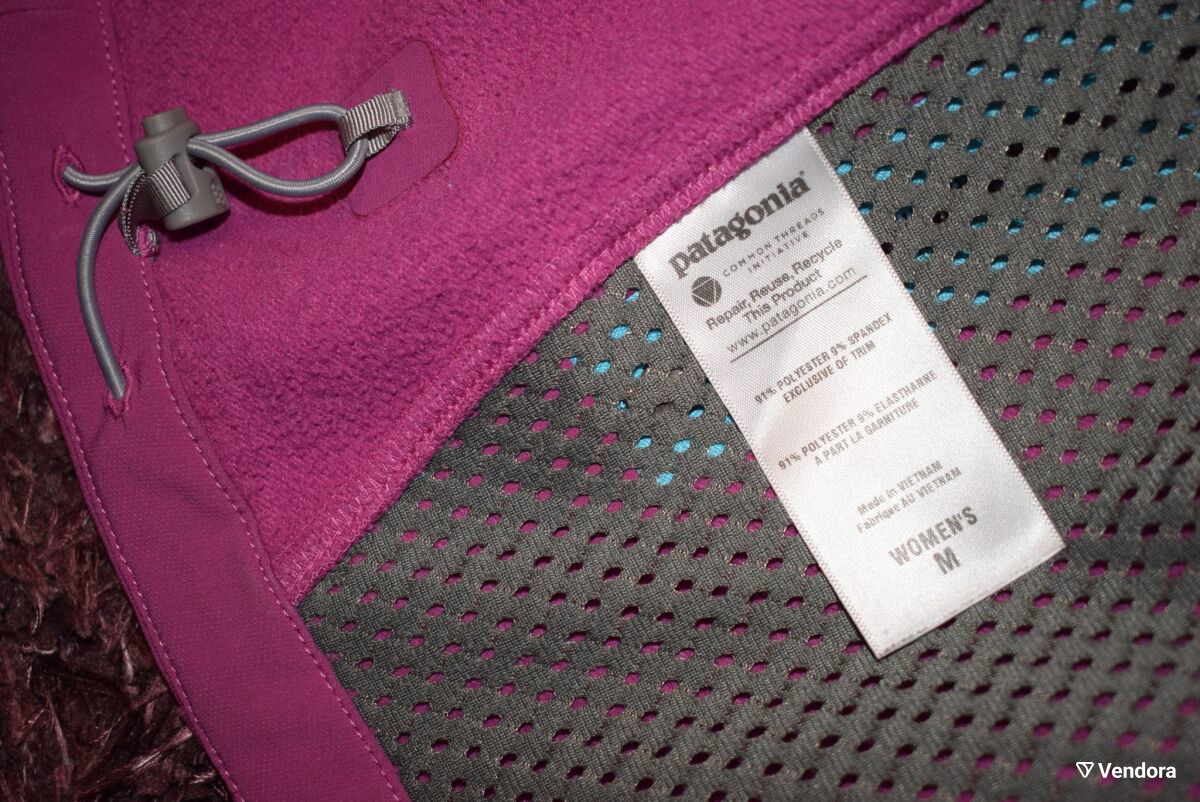 patagonia®
COMMON THREADS
INITIATIVE
Repair, Reuse, Recycle
This Product
www.patagonia.com
91% POLYESTER 9% SPANDEX
EXCLUSIVE OF TRIM
91% POLYESTER 9% ELASTHANNE
A PART LA GARNITURE
Made in VIETNAM
Fabriqué AU VIETNAM
WOMEN'S
M
Vendora